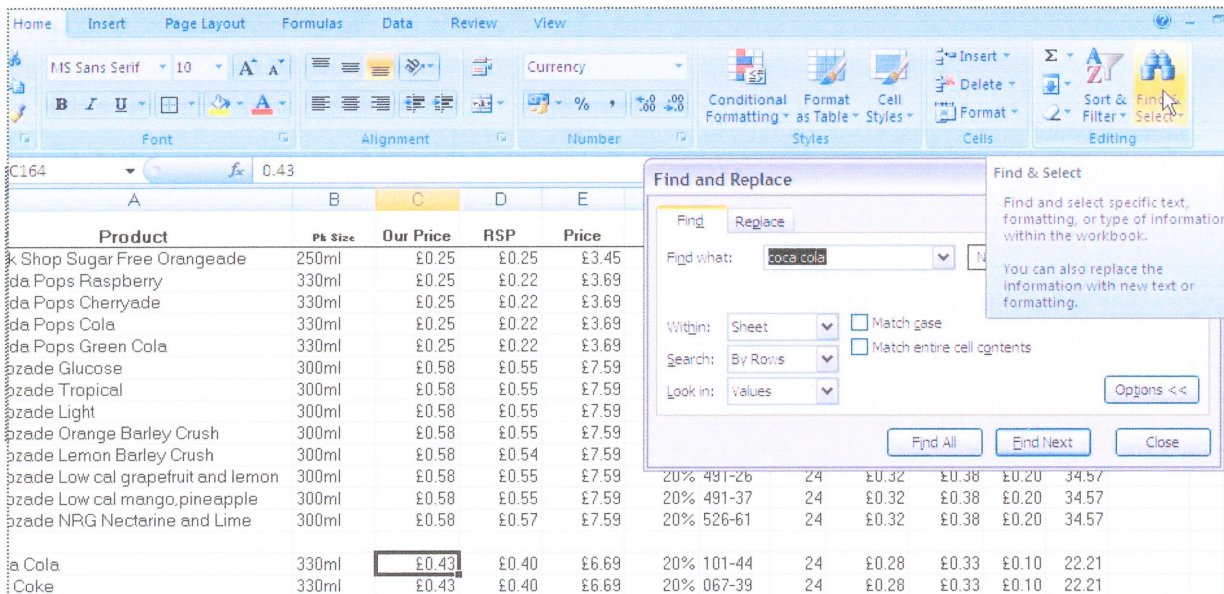 Home Insert Page Layout Formulas Data Review View
MS Sans Serif 10 A A Currency Insert Σ
Delete
B I U A % , .00 .00 Conditional Format Cell Format Sort & Find &
Formatting as Table Styles Filter Select
Font Alignment Number Styles Cells Editing
C164 fx 0.43
A B C D E
Product Pk Size Our Price RSP Price
k Shop Sugar Free Orangeade 250ml £0.25 £0.25 £3.45
da Pops Raspberry 330ml £0.25 £0.22 £3.69
da Pops Cherryade 330ml £0.25 £0.22 £3.69
da Pops Cola 330ml £0.25 £0.22 £3.69
da Pops Green Cola 330ml £0.25 £0.22 £3.69
ozade Glucose 300ml £0.58 £0.55 £7.59
ozade Tropical 300ml £0.58 £0.55 £7.59
ozade Light 300ml £0.58 £0.55 £7.59
ozade Orange Barley Crush 300ml £0.58 £0.55 £7.59
ozade Lemon Barley Crush 300ml £0.58 £0.54 £7.59
ozade Low cal grapefruit and lemon 300ml £0.58 £0.55 £7.59 20% 491-26 24 £0.32 £0.38 £0.20 34.57
ozade Low cal mango,pineapple 300ml £0.58 £0.55 £7.59 20% 491-37 24 £0.32 £0.38 £0.20 34.57
ozade NRG Nectarine and Lime 300ml £0.58 £0.57 £7.59 20% 526-61 24 £0.32 £0.38 £0.20 34.57
a Cola 330ml £0.43 £0.40 £6.69 20% 101-44 24 £0.28 £0.33 £0.10 22.21
Coke 330ml £0.43 £0.40 £6.69 20% 067-39 24 £0.28 £0.33 £0.10 22.21
Find and Replace
Find Replace
Find what: coca cola N
Within: Sheet Match case
Match entire cell contents
Search: By Rows
Look in: Values Options <<
Find All Find Next Close
Find & Select
Find and select specific text,
formatting, or type of information
within the workbook.
You can also replace the
information with new text or
formatting.